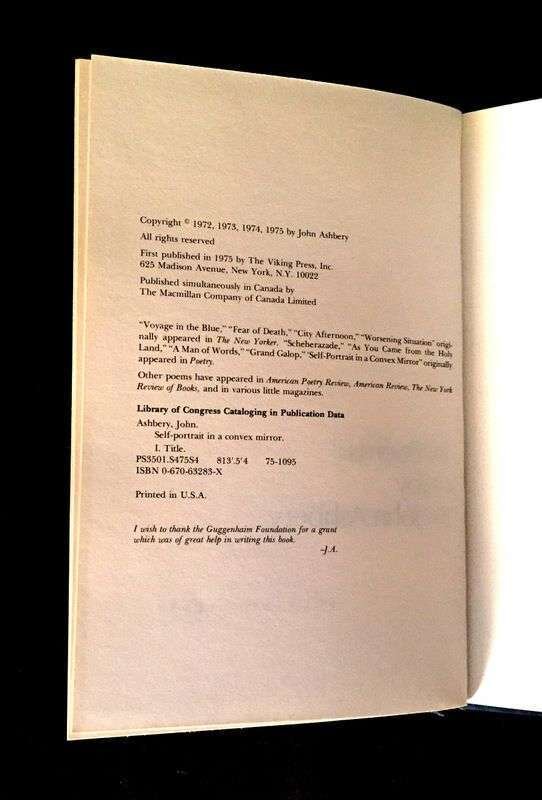 Copyright © 1972, 1973, 1974, 1975 by John Ashbery
All rights reserved
First published in 1975 by The Viking Press, Inc.
625 Madison Avenue, New York, N.Y. 10022
Published simultaneously in Canada by
The Macmillan Company of Canada Limited
"Voyage in the Blue," "Fear of Death," "City Afternoon," "Worsening Situation" origi-
nally appeared in The New Yorker. "Scheherazade," "As You Came from the Holy
Land," "A Man of Words," "Grand Galop," 'Self-Portrait in a Convex Mirror" originally
appeared in Poetry.
Other poems have appeared in American Poetry Review, American Review, The New York
Review of Books, and in various little magazines.
Library of Congress Cataloging in Publication Data
Ashbery, John.
Self-portrait in a convex mirror.
I. Title.
PS3501.S475S4 813'.5'4 75-1095
ISBN 0-670-63283-X
Printed in U.S.A.
I wish to thank the Guggenhaim Foundation for a grant
which was of great help in writing this book.
–J.A.